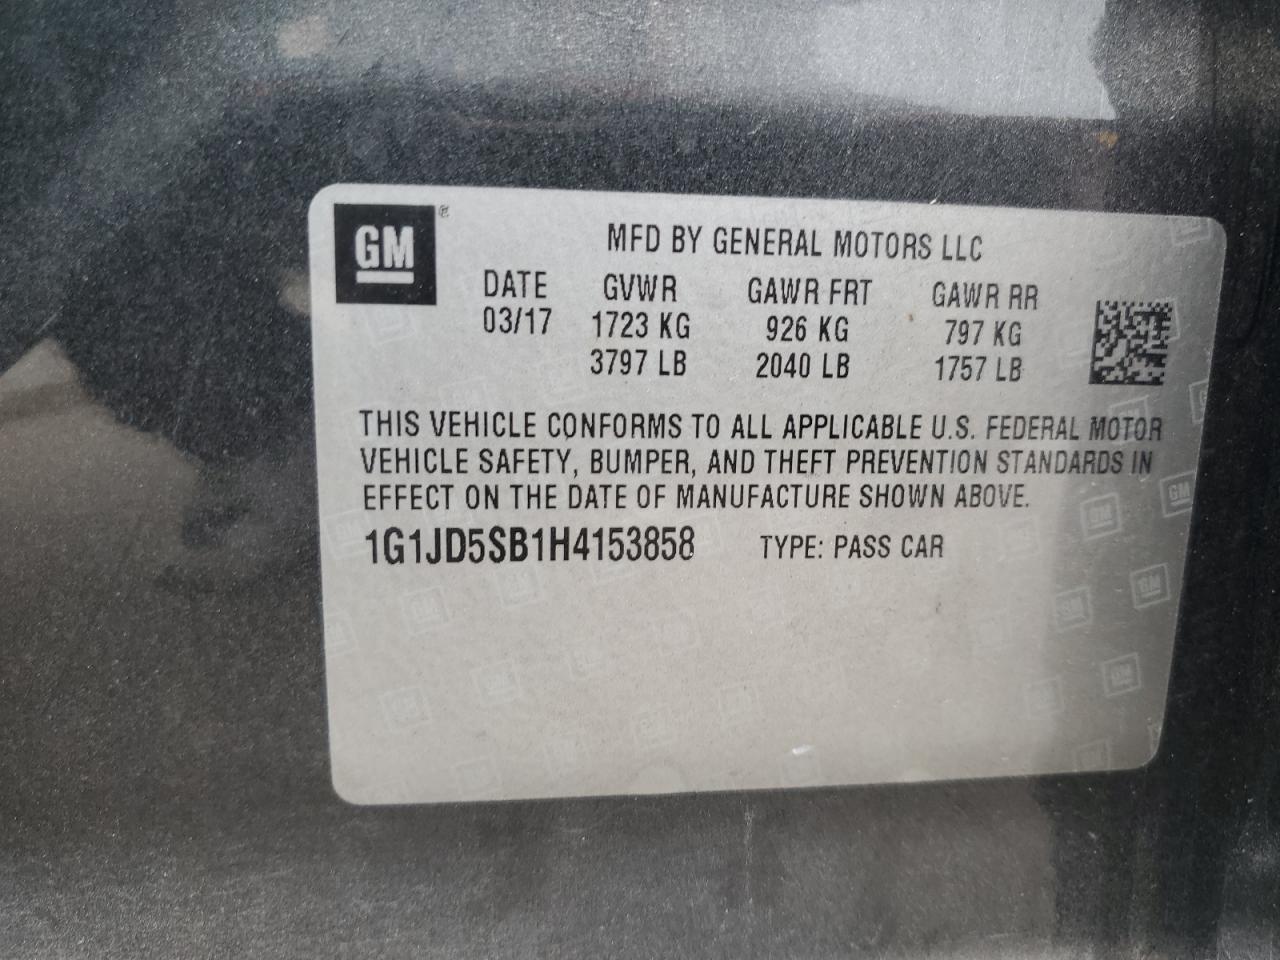 GM
MFD BY GENERAL MOTORS LLC
DATE GVWR GAWR FRT GAWR RR
03/17 1723 KG 926 KG 797 KG
3797 LB 2040 LB 1757 LB
THIS VEHICLE CONFORMS TO ALL APPLICABLE U.S. FEDERAL MOTOR
VEHICLE SAFETY, BUMPER, AND THEFT PREVENTION STANDARDS IN
EFFECT ON THE DATE OF MANUFACTURE SHOWN ABOVE.
1G1JD5SB1H4153858 TYPE: PASS CAR